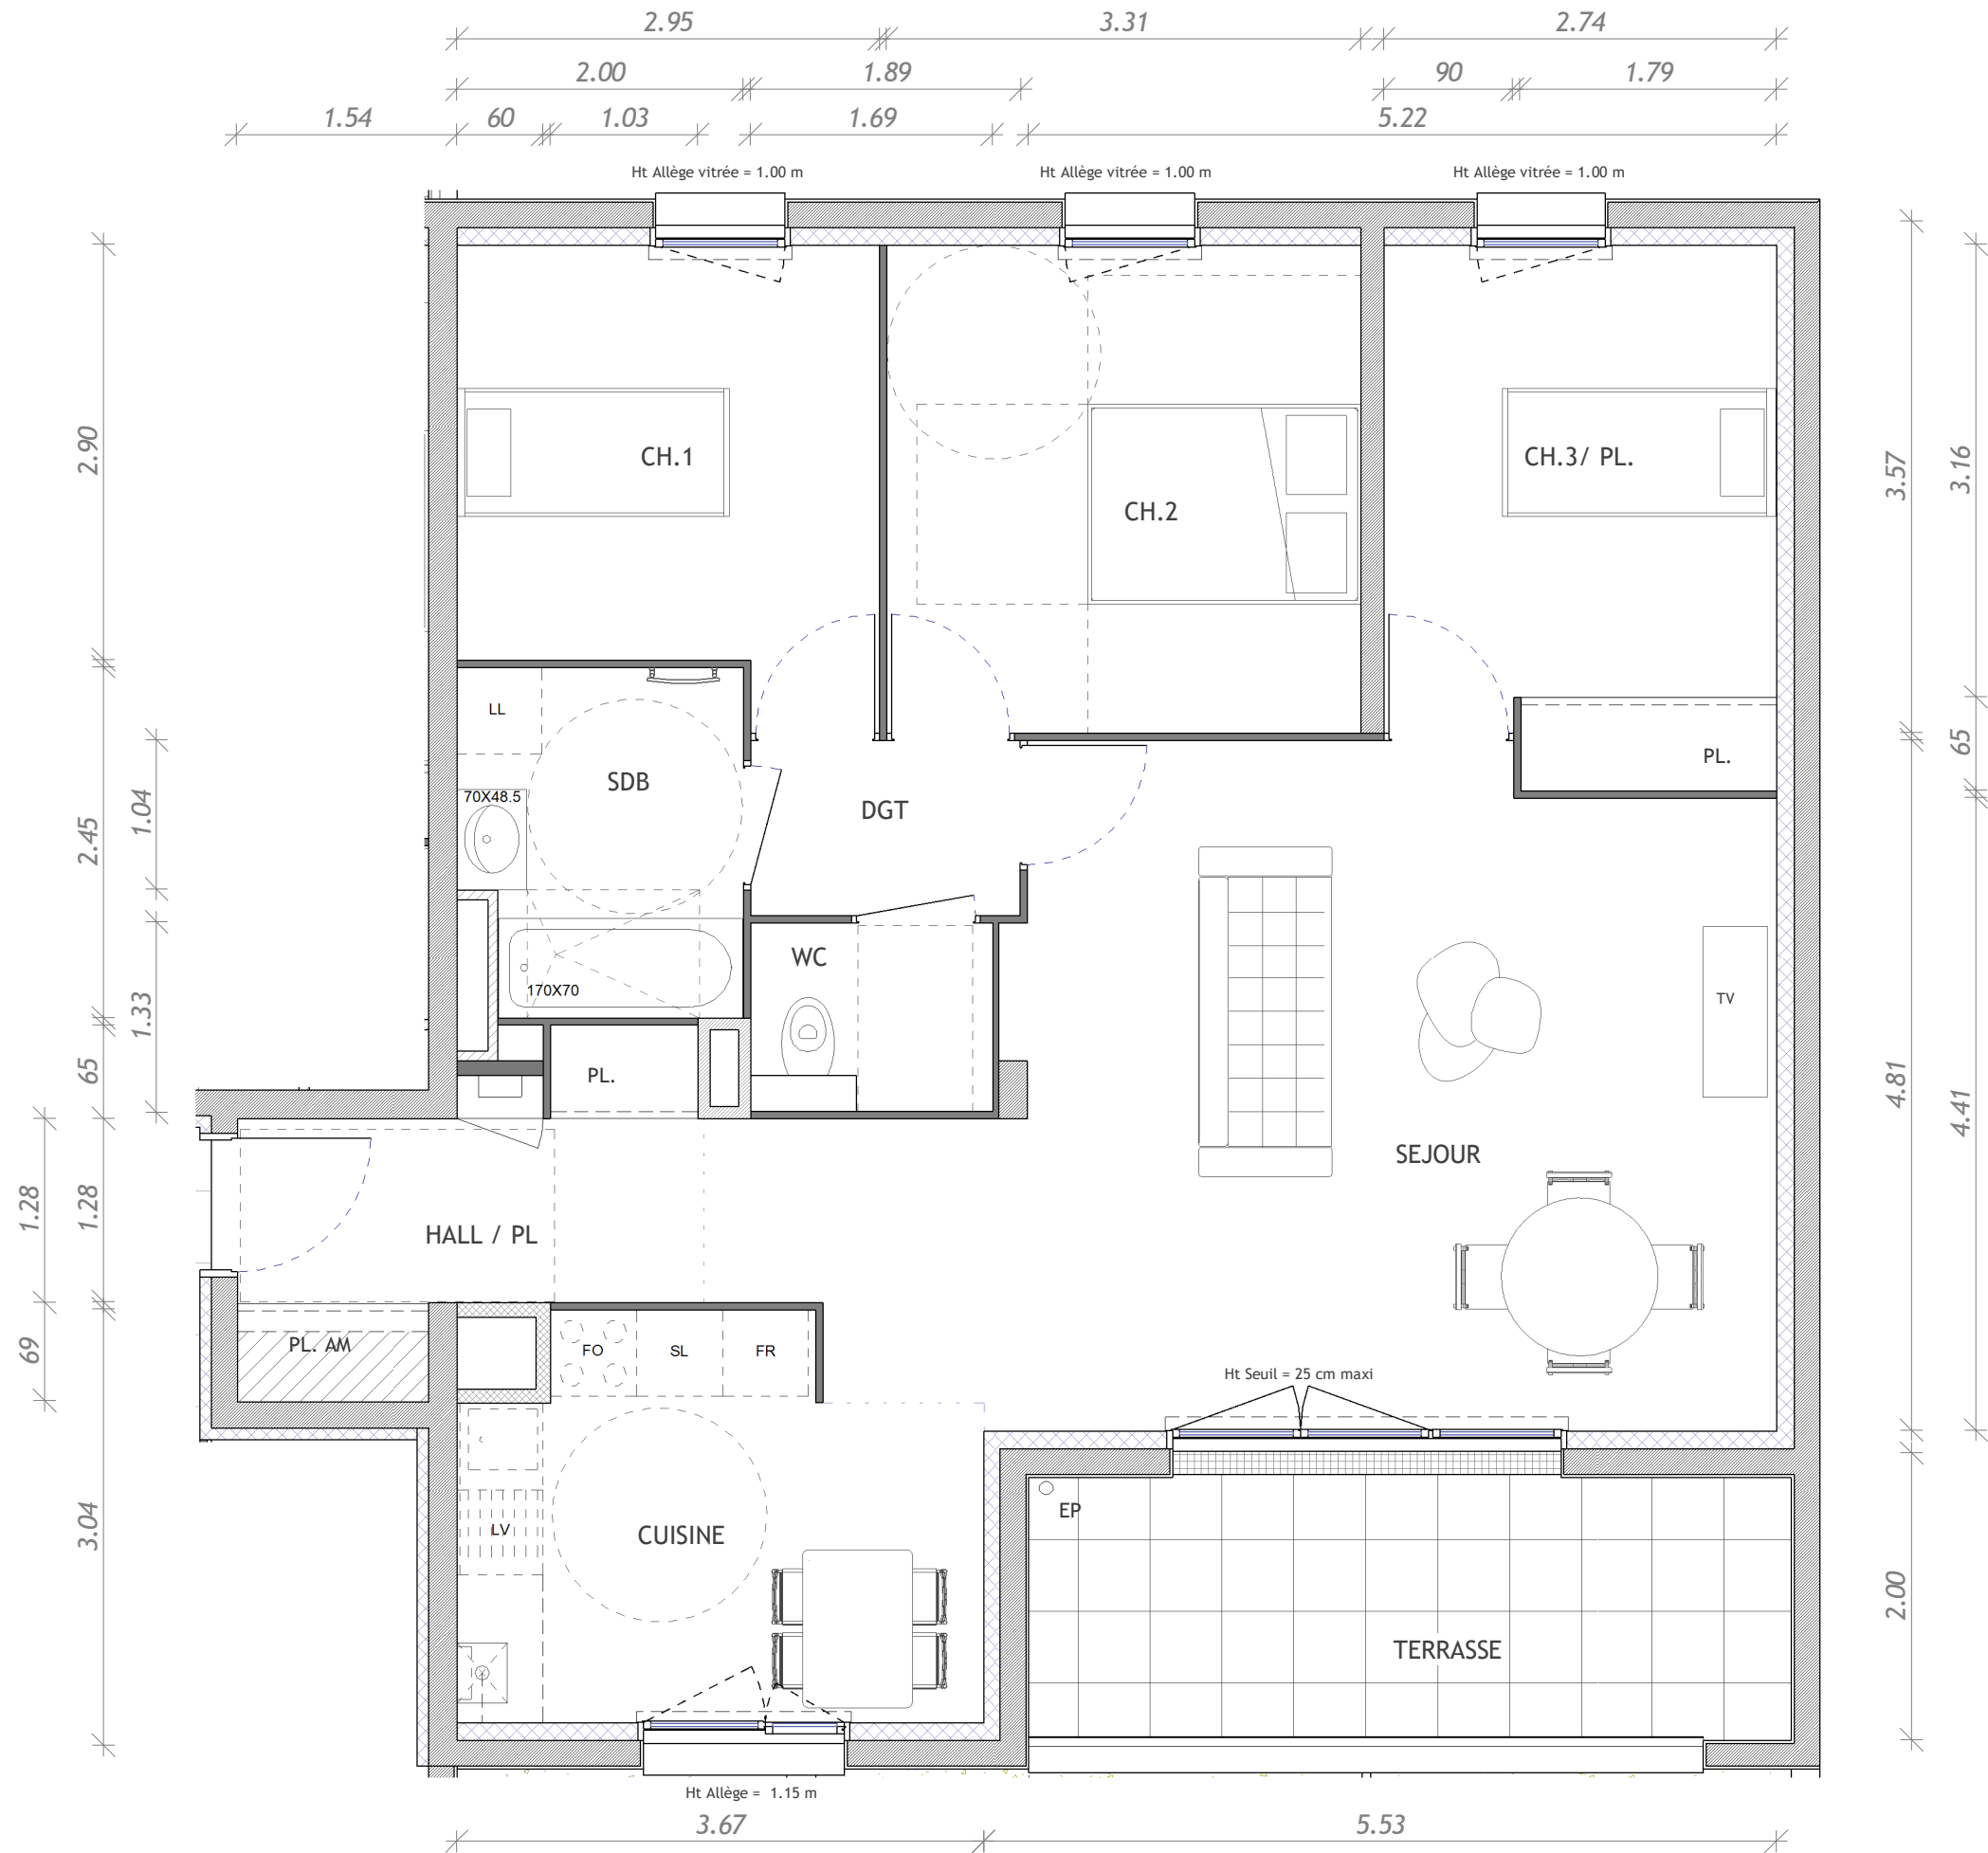 2.95 3.31 2.74
2.00 1.89 90 1.79
1.54 60 1.03 1.69 5.22
Ht Allège vitrée = 1.00 m Ht Allège vitrée = 1.00 m Ht Allège vitrée = 1.00 m
2.90
CH.1
CH.2
CH.3/ PL.
3.57
3.16
LL
SDB
70X48.5
DGT
PL.
65
2.45
1.04
WC
170X70
1.33
TV
65
PL.
4.81
4.41
SEJOUR
1.28
1.28
HALL / PL
69
PL. AM
FO SL FR
Ht Seuil = 25 cm maxi
EP
LV
CUISINE
3.04
2.00
TERRASSE
Ht Allège = 1.15 m
3.67 5.53